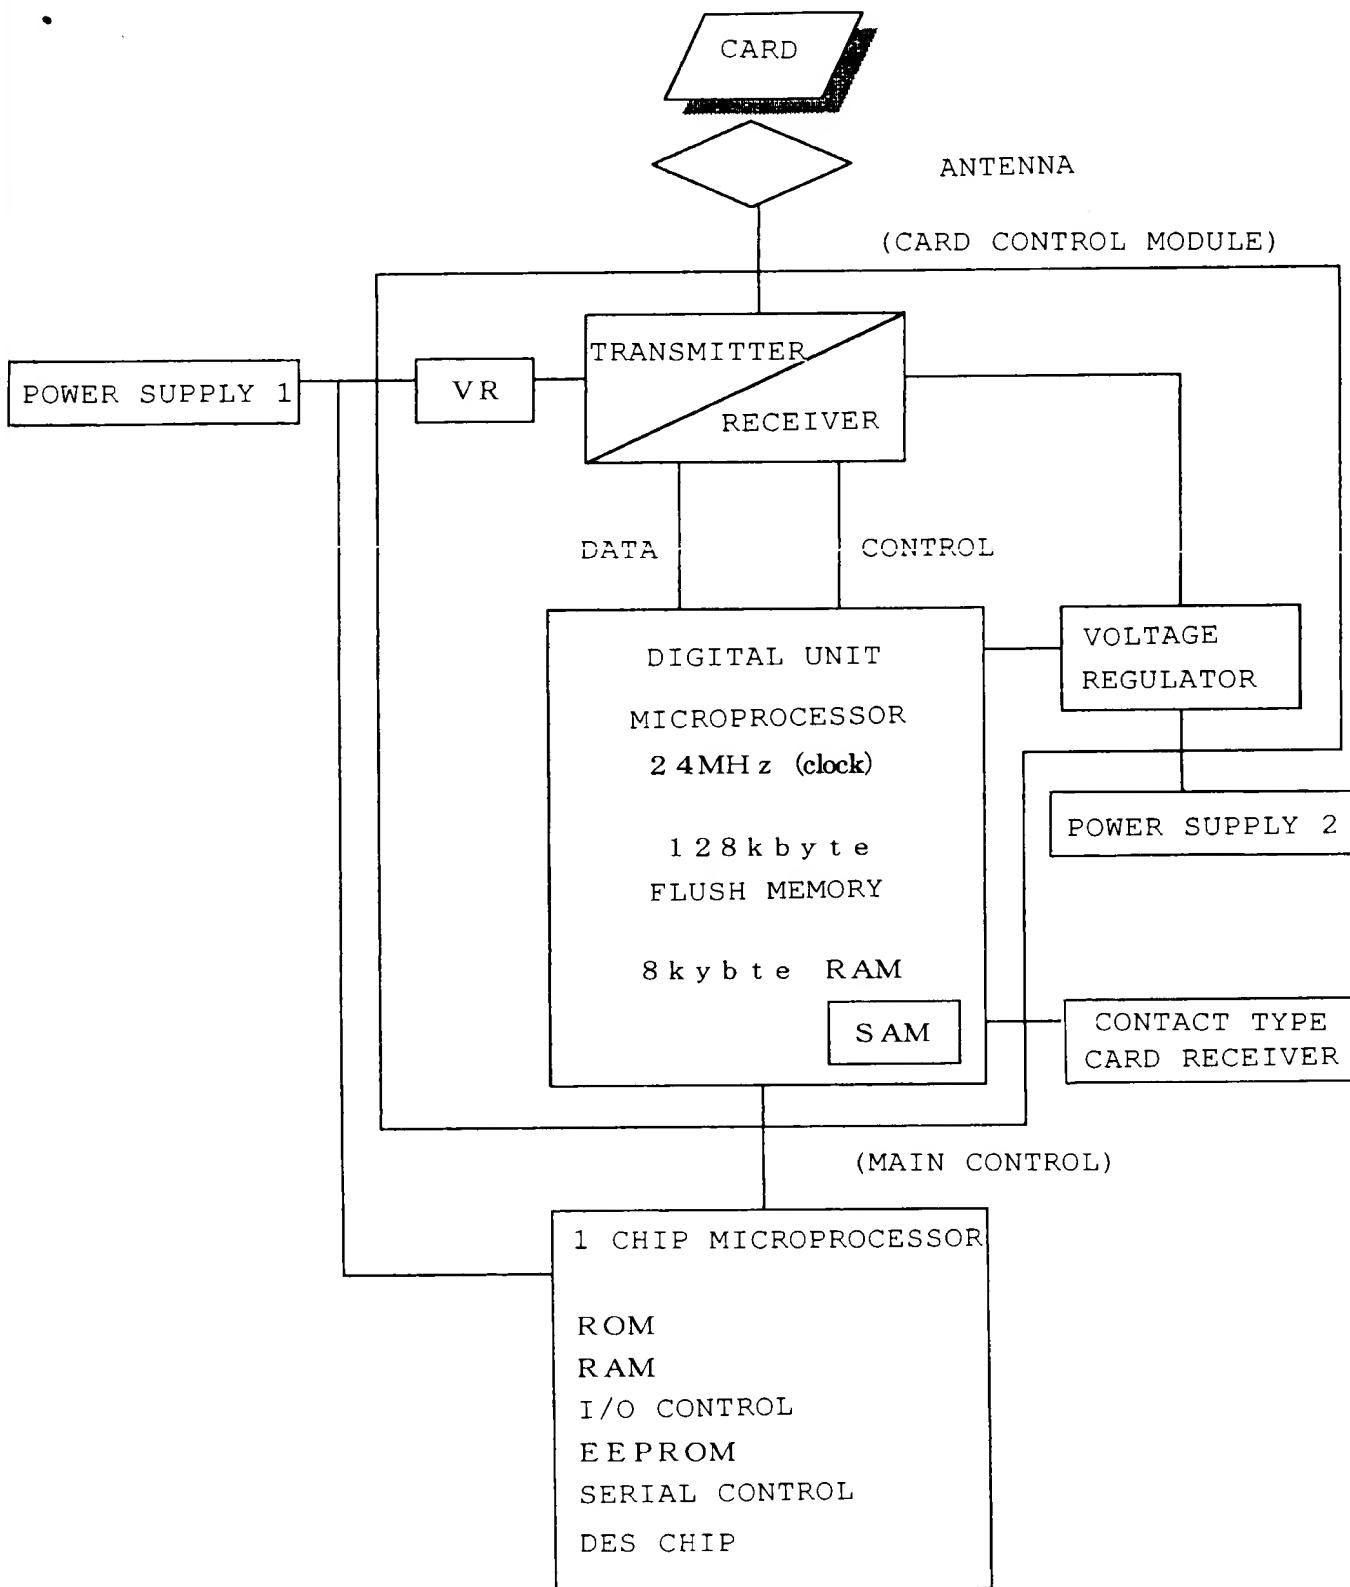 CARD
ANTENNA
(CARD CONTROL MODULE)
TRANSMITTER
POWER SUPPLY 1
VR
RECEIVER
DATA
CONTROL
DIGITAL UNIT
VOLTAGE
REGULATOR
MICROPROCESSOR
24MHz (clock)
POWER SUPPLY 2
128kbyte
FLUSH MEMORY
8kybte RAM
SAM
CONTACT TYPE
CARD RECEIVER
(MAIN CONTROL)
1 CHIP MICROPROCESSOR
ROM
RAM
I/O CONTROL
EEPROM
SERIAL CONTROL
DES CHIP